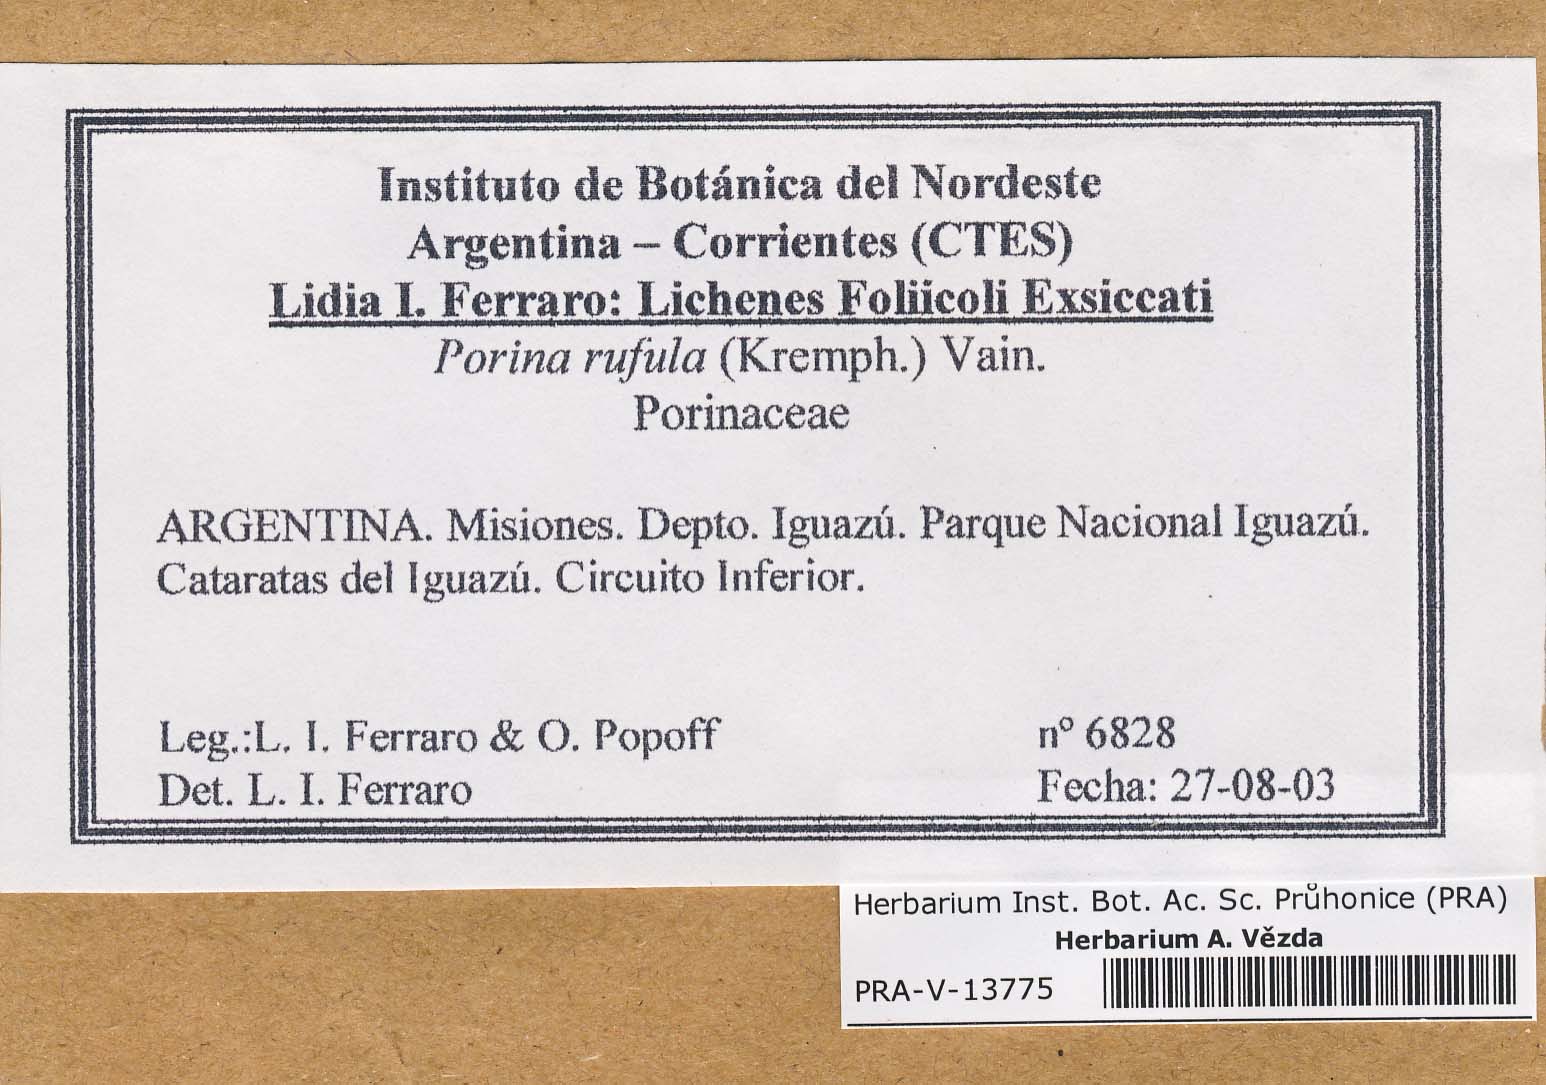 Instituto de Botánica del Nordeste
Argentina – Corrientes (CTES)
Lidia I. Ferraro: Lichenes Foliicoli Exsiccati
Porina rufula (Kremph.) Vain.
Porinaceae
ARGENTINA. Misiones. Depto. Iguazú. Parque Nacional Iguazú.
Cataratas del Iguazú. Circuito Inferior.
Leg.:L. I. Ferraro & O. Popoff
nº 6828
Det. L. I. Ferraro
Fecha: 27-08-03
Herbarium Inst. Bot. Ac. Sc. Průhonice (PRA)
Herbarium A. Vězda
PRA-V-13775